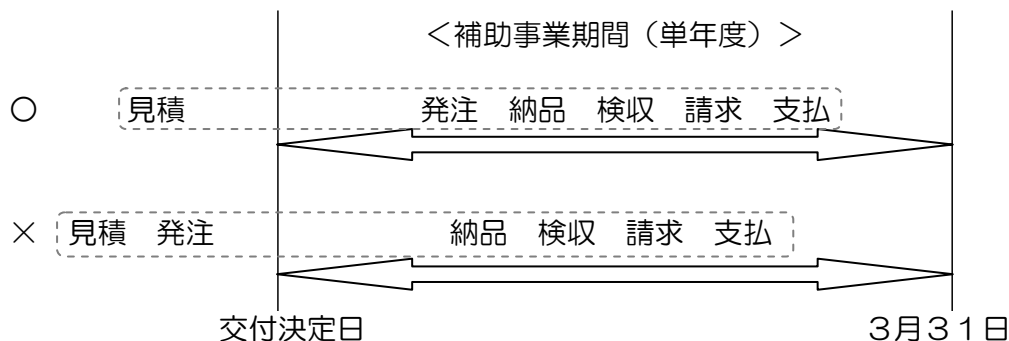 ＜補助事業期間（単年度）＞
○ 見積 発注 納品 検収 請求 支払
× 見積 発注 納品 検収 請求 支払
交付決定日 ３月３１日